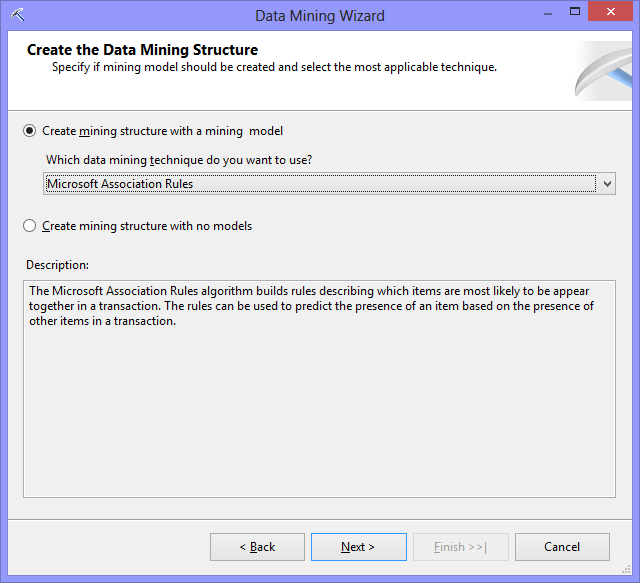 Data Mining Wizard
Create the Data Mining Structure
Specify if mining model should be created and select the most applicable technique.
Create mining structure with a mining  model
Which data mining technique do you want to use?
Microsoft Association Rules
Create mining structure with no models
Description:
The Microsoft Association Rules algorithm builds rules describing which items are most likely to be appear
together in a transaction. The rules can be used to predict the presence of an item based on the presence of
other items in a transaction.
< Back
Next >
Finish >>|
Cancel